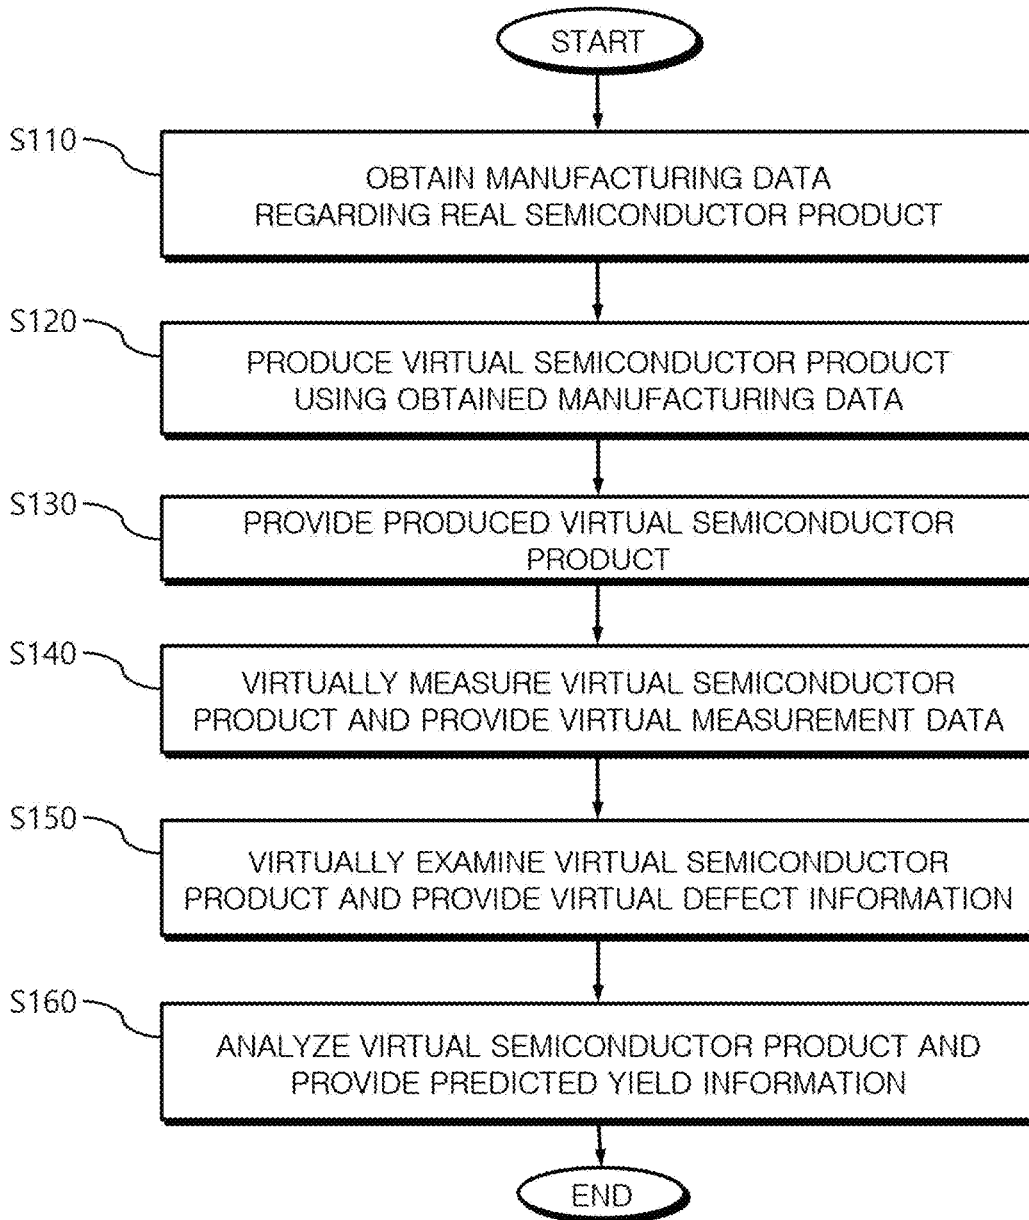 START
S110
OBTAIN MANUFACTURING DATA
REGARDING REAL SEMICONDUCTOR PRODUCT
S120
PRODUCE VIRTUAL SEMICONDUCTOR PRODUCT
USING OBTAINED MANUFACTURING DATA
S130
PROVIDE PRODUCED VIRTUAL SEMICONDUCTOR
PRODUCT
S140
VIRTUALLY MEASURE VIRTUAL SEMICONDUCTOR
PRODUCT AND PROVIDE VIRTUAL MEASUREMENT DATA
S150
VIRTUALLY EXAMINE VIRTUAL SEMICONDUCTOR
PRODUCT AND PROVIDE VIRTUAL DEFECT INFORMATION
S160
ANALYZE VIRTUAL SEMICONDUCTOR PRODUCT AND
PROVIDE PREDICTED YIELD INFORMATION
END